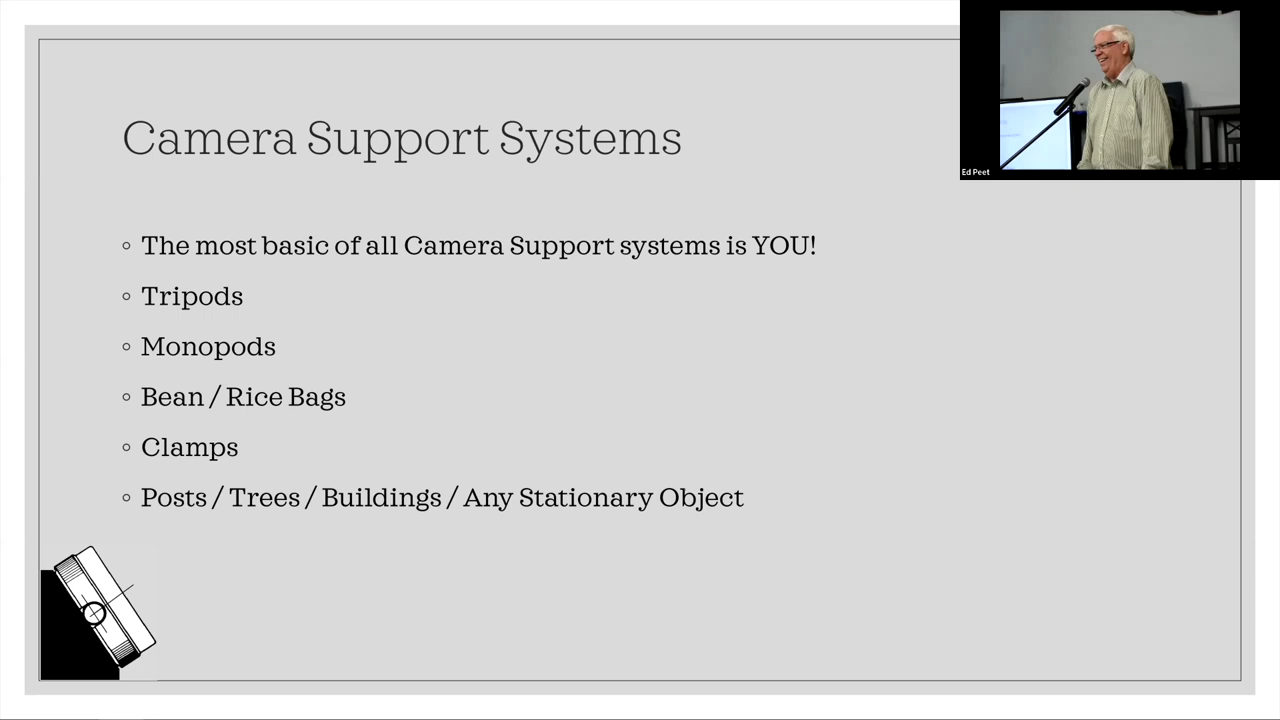 Camera Support Systems
Ed Peet
The most basic of all Camera Support systems is YOU!
Tripods
Monopods
Bean / Rice Bags
Clamps
Posts / Trees / Buildings / Any Stationary Object